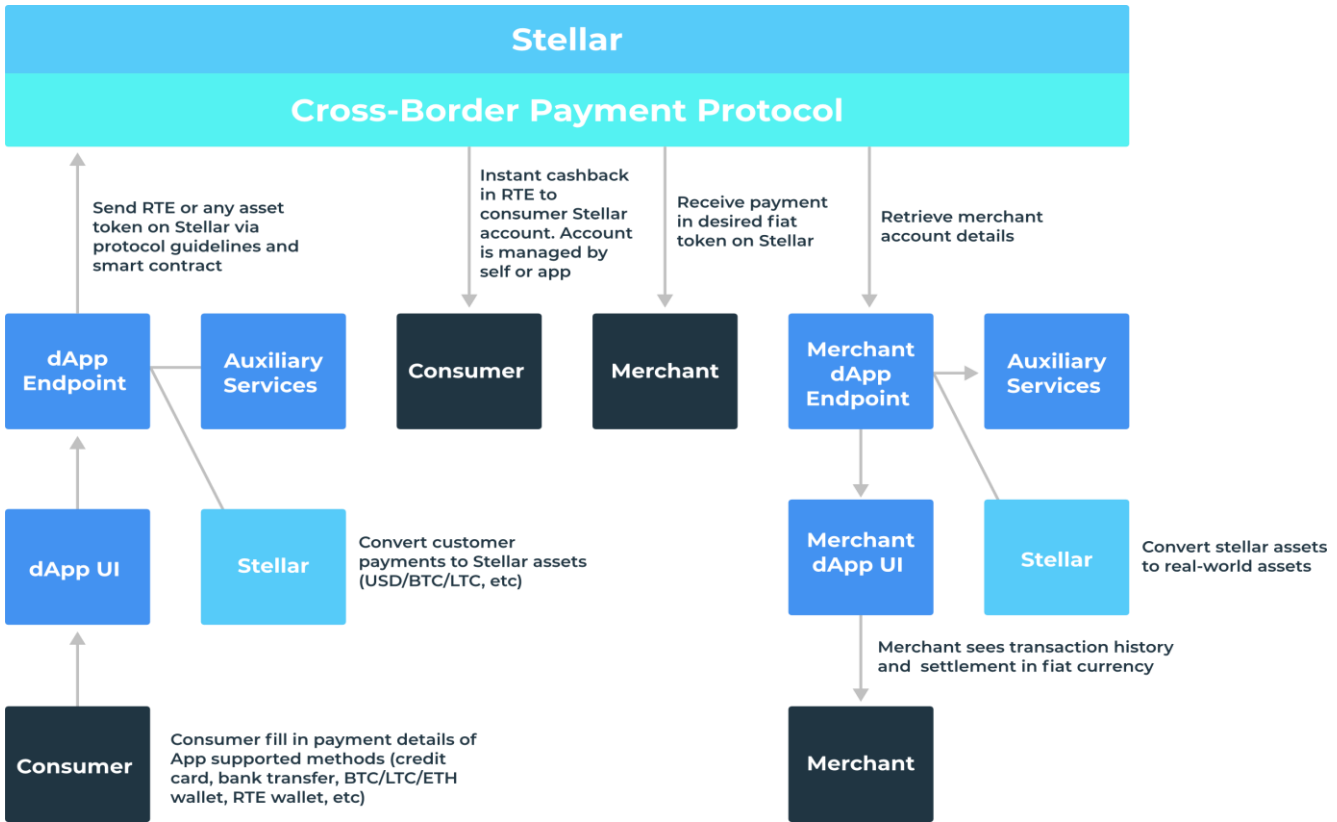 Stellar
Cross-Border Payment Protocol
Send RTE or any asset
token on Stellar via
protocol guidelines and
smart contract
Instant cashback
in RTE to
consumer Stellar
account. Account
is managed by
self or app
Receive payment
in desired fiat
token on Stellar
Retrieve merchant
account details
dApp
Endpoint
Auxiliary
Services
Consumer
Merchant
Merchant
dApp
Endpoint
Auxiliary
Services
dApp UI
Stellar
Convert customer
payments to Stellar assets
(USD/BTC/LTC, etc)
Merchant
dApp UI
Stellar
Convert stellar assets
to real-world assets
Merchant sees transaction history
and settlement in fiat currency
Consumer
Consumer fill in payment details of
App supported methods (credit
card, bank transfer, BTC/LTC/ETH
wallet, RTE wallet, etc)
Merchant